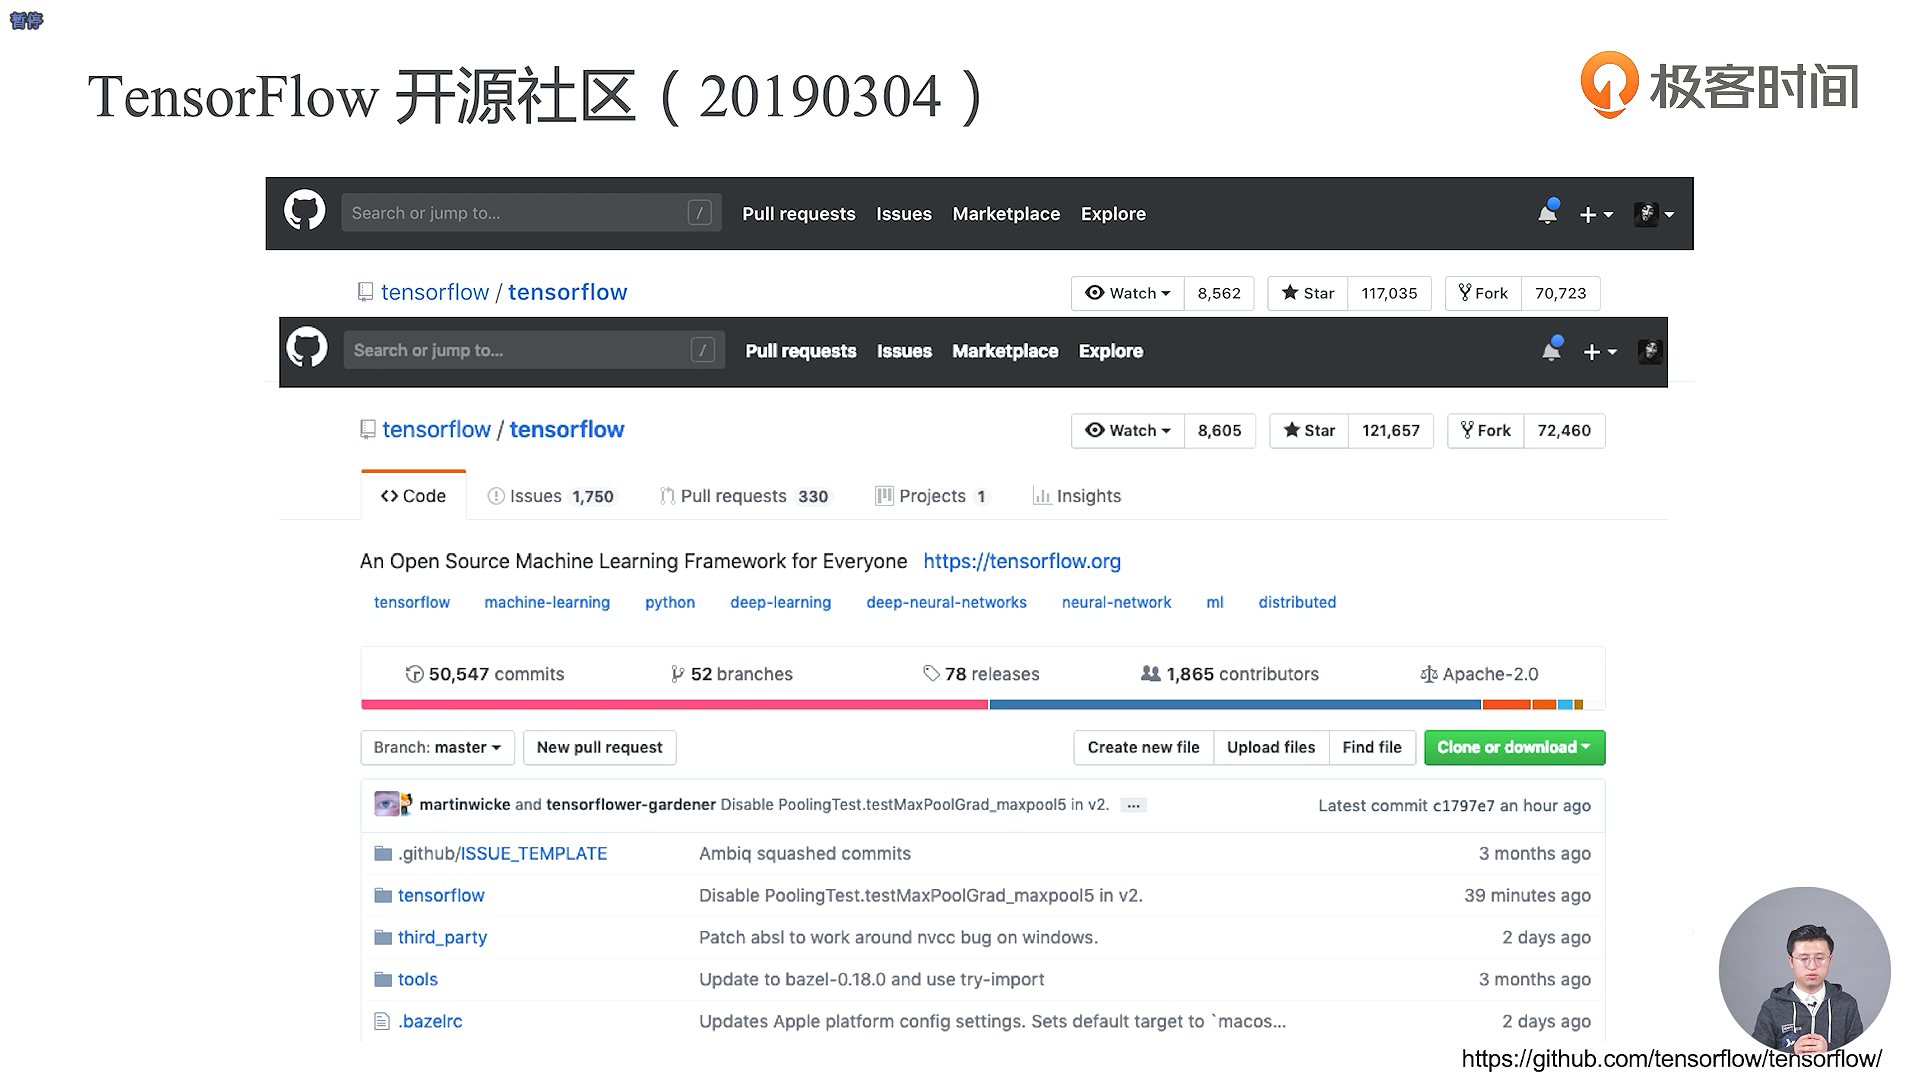 暂停
TensorFlow 开源社区（20190304）
极客时间
Search or jump to... /
Pull requests Issues Marketplace Explore
tensorflow / tensorflow
Watch 8,562 Star 117,035 Fork 70,723
Search or jump to... /
Pull requests Issues Marketplace Explore
tensorflow / tensorflow
Watch 8,605 Star 121,657 Fork 72,460
Code Issues 1,750 Pull requests 330 Projects 1 Insights
An Open Source Machine Learning Framework for Everyone https://tensorflow.org
tensorflow machine-learning python deep-learning deep-neural-networks neural-network ml distributed
50,547 commits 52 branches 78 releases 1,865 contributors Apache-2.0
Branch: master New pull request Create new file Upload files Find file Clone or download
martinwicke and tensorflower-gardener Disable PoolingTest.testMaxPoolGrad_maxpool5 in v2. ... Latest commit c1797e7 an hour ago
.github/ISSUE_TEMPLATE Ambiq squashed commits 3 months ago
tensorflow Disable PoolingTest.testMaxPoolGrad_maxpool5 in v2. 39 minutes ago
third_party Patch absl to work around nvcc bug on windows. 2 days ago
tools Update to bazel-0.18.0 and use try-import 3 months ago
.bazelrc Updates Apple platform config settings. Sets default target to `macos... 2 days ago
https://github.com/tensorflow/tensorflow/